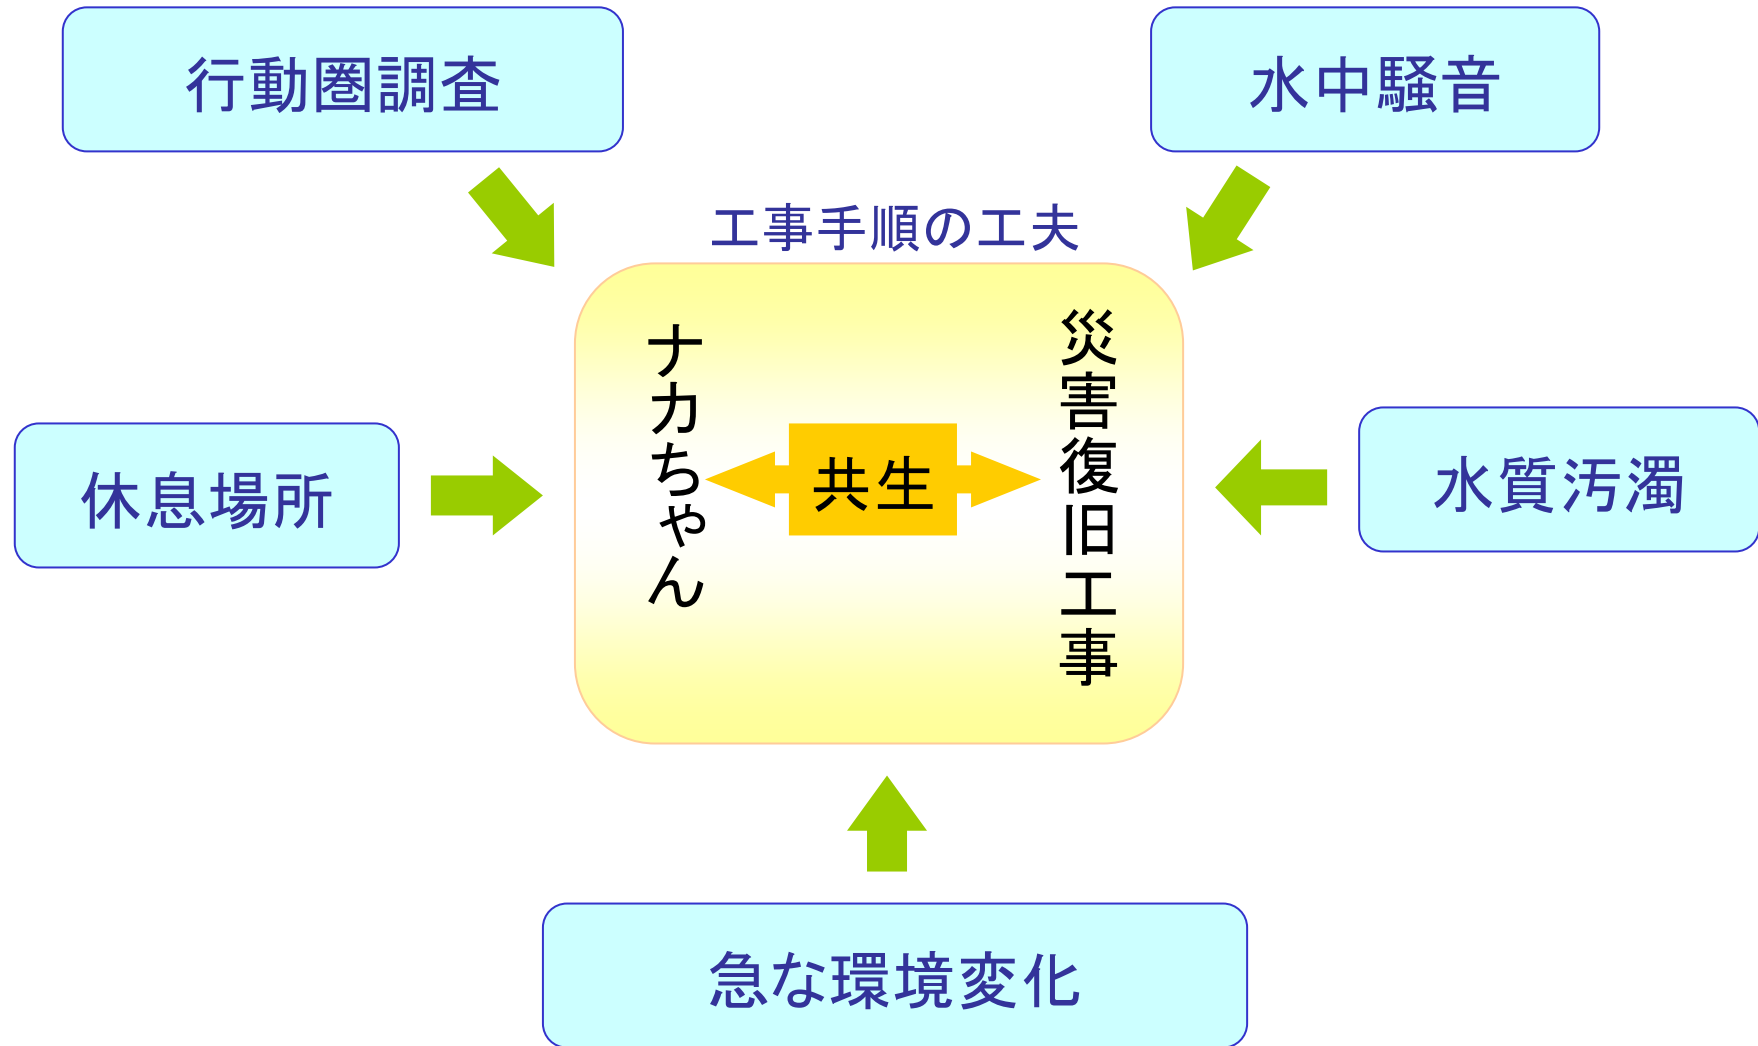 行動圏調査
水中騒音
工事手順の工夫
ナカちゃん
共生
災害復旧工事
休息場所
水質汚濁
急な環境変化